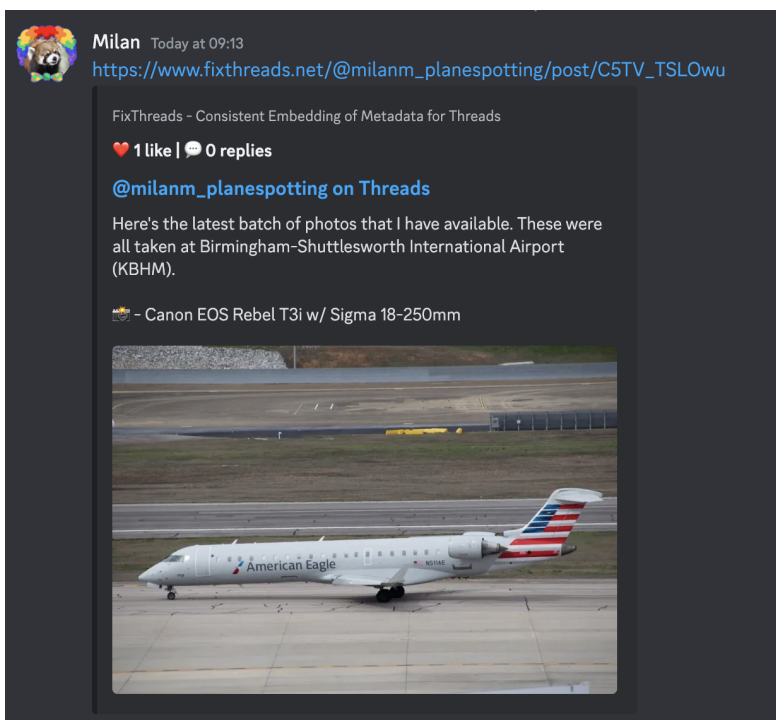 Milan Today at 09:13
https://www.fixthreads.net/@milanm_planespotting/post/C5TV_TSLOwu
FixThreads - Consistent Embedding of Metadata for Threads
❤️ 1 like | 💬 0 replies
@milanm_planespotting on Threads
Here's the latest batch of photos that I have available. These were
all taken at Birmingham-Shuttlesworth International Airport
(KBHM).
📸 - Canon EOS Rebel T3i w/ Sigma 18-250mm
American Eagle
N511AE